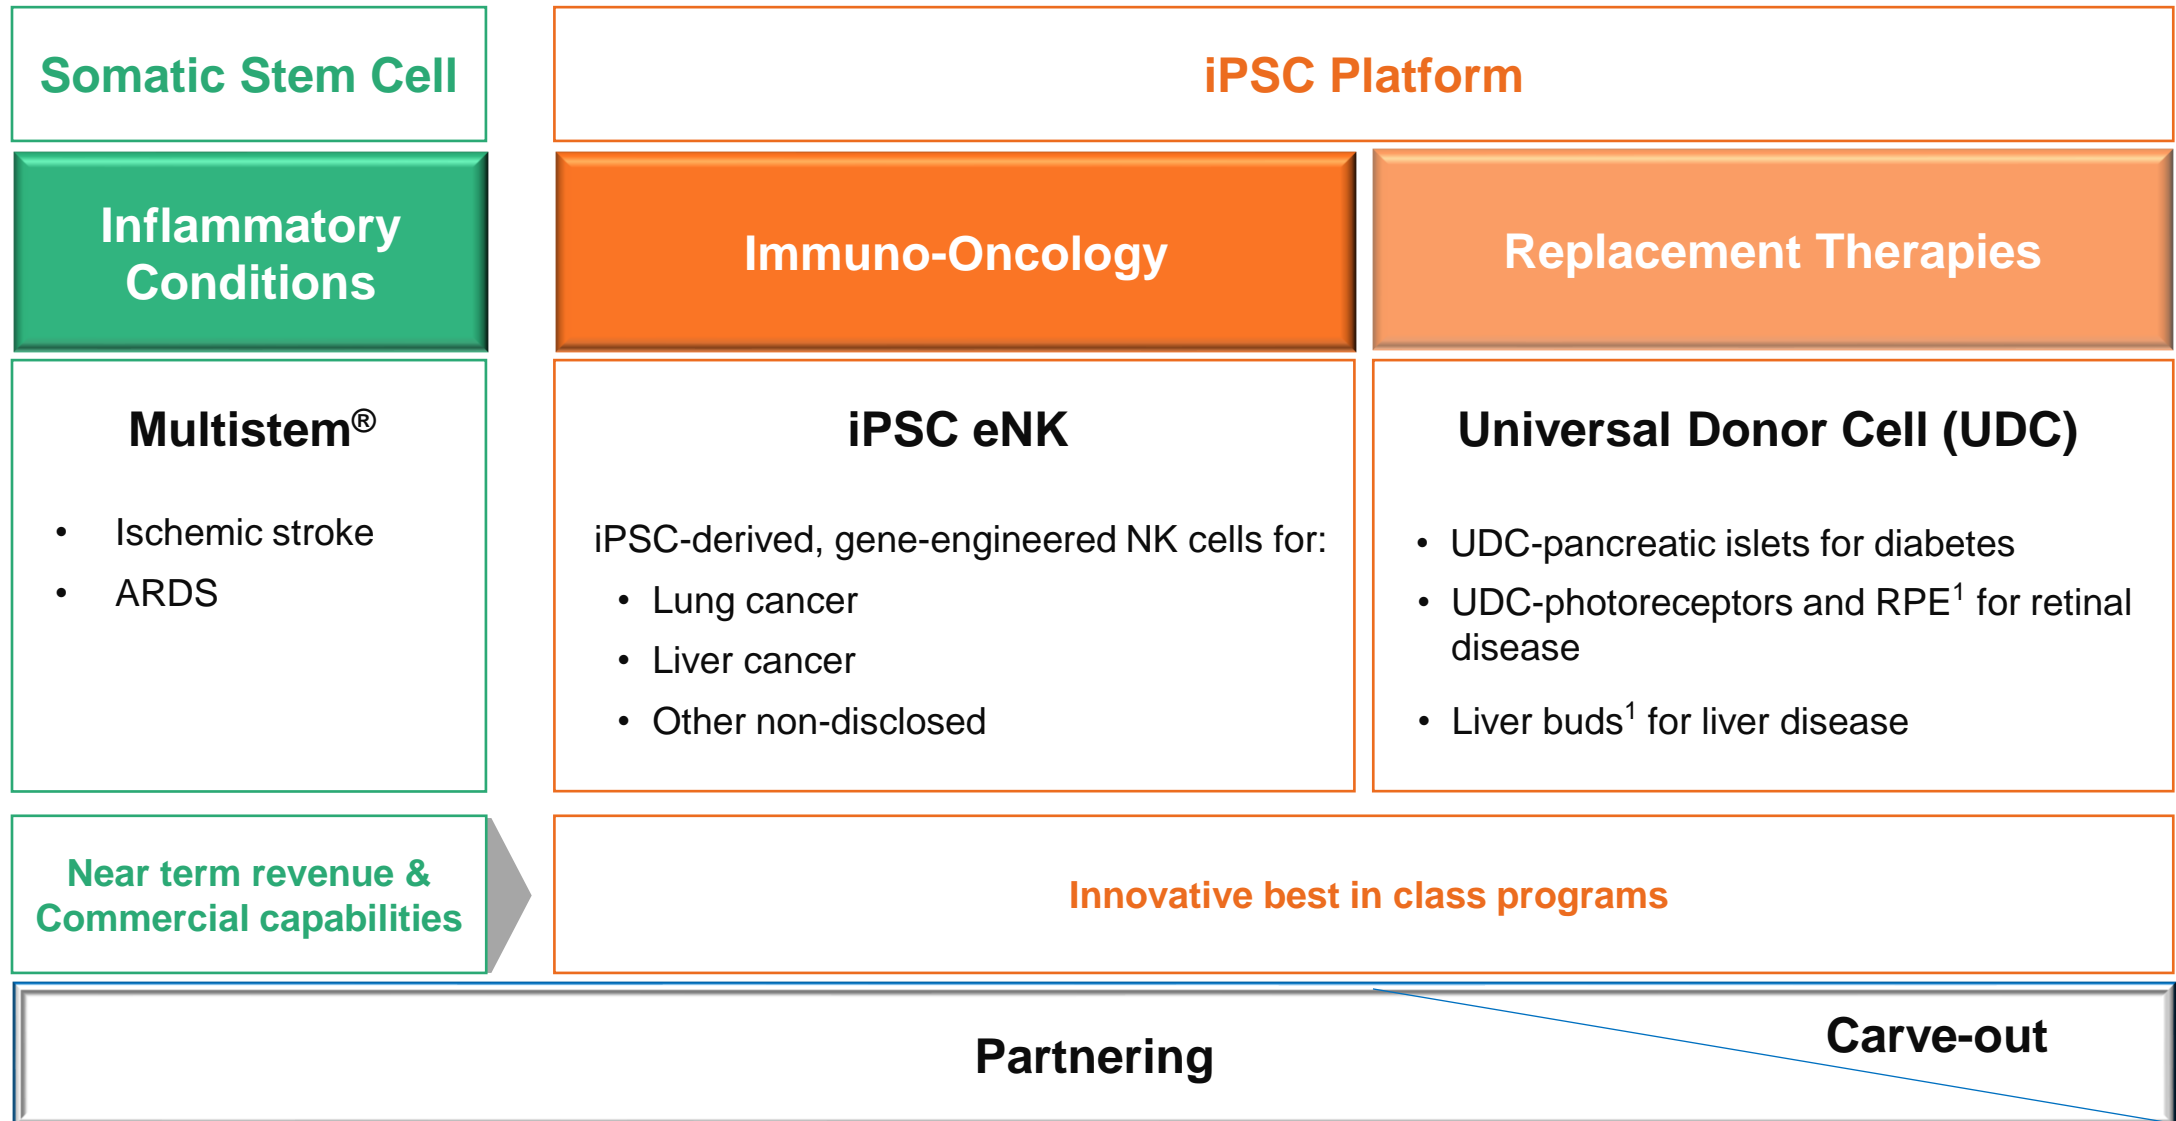 Somatic Stem Cell
iPSC Platform
Inflammatory
Conditions
Immuno-Oncology
Replacement Therapies
Multistem®
• Ischemic stroke
• ARDS
iPSC eNK
iPSC-derived, gene-engineered NK cells for:
• Lung cancer
• Liver cancer
• Other non-disclosed
Universal Donor Cell (UDC)
• UDC-pancreatic islets for diabetes
• UDC-photoreceptors and RPE¹ for retinal
disease
• Liver buds¹ for liver disease
Near term revenue &
Commercial capabilities
Innovative best in class programs
Partnering
Carve-out